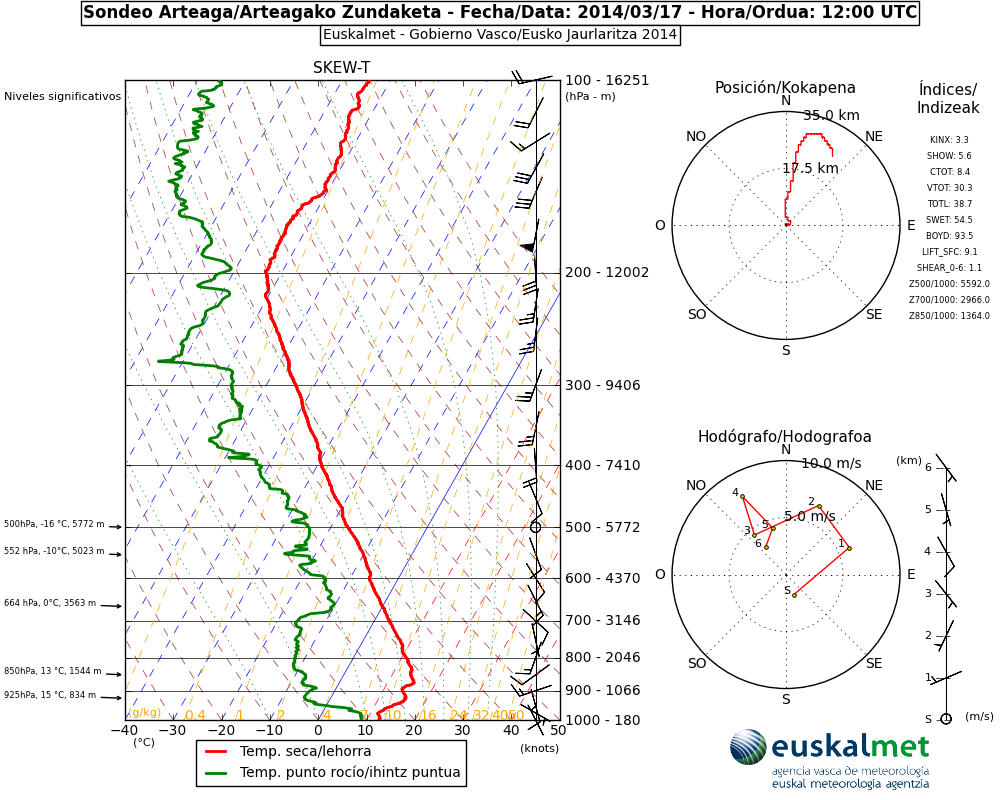 Sondeo Arteaga/Arteagako Zundaketa - Fecha/Data: 2014/03/17 - Hora/Ordua: 12:00 UTC
Euskalmet - Gobierno Vasco/Eusko Jaurlaritza 2014
SKEW-T
Niveles significativos
500hPa, -16 °C, 5772 m
552 hPa, -10°C, 5023 m
664 hPa, 0°C, 3563 m
850hPa, 13 °C, 1544 m
925hPa, 15 °C, 834 m
100 - 16251
(hPa - m)
200 - 12002
300 - 9406
400 - 7410
500 - 5772
600 - 4370
700 - 3146
800 - 2046
900 - 1066
1000 - 180
(g/kg) 0.4 1 2 4 7 10 16 24 32 40 50
-40 -30 -20 -10 0 10 20 30 40 50
(°C)
(knots)
Temp. seca/lehorra
Temp. punto rocío/ihintz puntua
Posición/Kokapena
N
35.0 km
NO
NE
17.5 km
O
E
SO
SE
S
Índices/
Indizeak
KINX: 3.3
SHOW: 5.6
CTOT: 8.4
VTOT: 30.3
TOTL: 38.7
SWET: 54.5
BOYD: 93.5
LIFT_SFC: 9.1
SHEAR_0-6: 1.1
Z500/1000: 5592.0
Z700/1000: 2966.0
Z850/1000: 1364.0
Hodógrafo/Hodografoa
N
10.0 m/s
NO
NE
4
2
5.0 m/s
5
3
6
1
O
E
S
SO
SE
S
(km)
6
5
4
3
2
1
S
(m/s)
euskalmet
agencia vasca de meteorología
euskal meteorologia agentzia